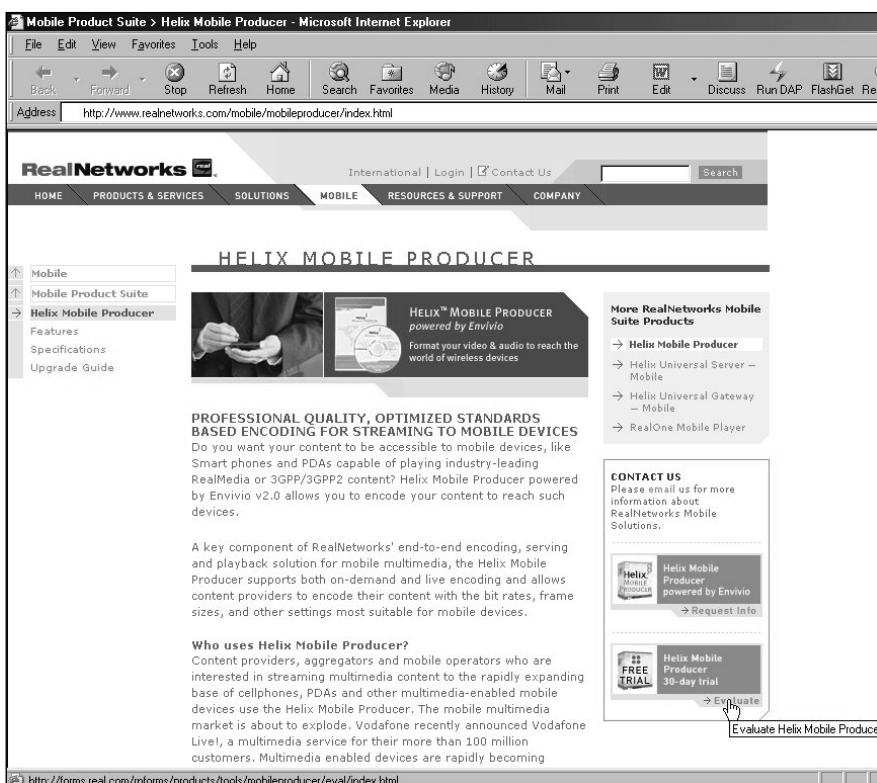 Mobile Product Suite > Helix Mobile Producer - Microsoft Internet Explorer
File Edit View Favorites Tools Help
Back Forward Stop Refresh Home Search Favorites Media History Mail Print Edit Discuss Run DAP FlashGet
Address http://www.realnetworks.com/mobile/mobileproducer/index.html
RealNetworks real
International | Login | Contact Us Search
HOME PRODUCTS & SERVICES SOLUTIONS MOBILE RESOURCES & SUPPORT COMPANY
HELIX MOBILE PRODUCER
Mobile
Mobile Product Suite
Helix Mobile Producer
Features
Specifications
Upgrade Guide
HELIX™ MOBILE PRODUCER
powered by Envivio
Format your video & audio to reach the
world of wireless devices
PROFESSIONAL QUALITY, OPTIMIZED STANDARDS
BASED ENCODING FOR STREAMING TO MOBILE DEVICES
Do you want your content to be accessible to mobile devices, like
Smart phones and PDAs capable of playing industry-leading
RealMedia or 3GPP/3GPP2 content? Helix Mobile Producer powered
by Envivio v2.0 allows you to encode your content to reach such
devices.
A key component of RealNetworks' end-to-end encoding, serving
and playback solution for mobile multimedia, the Helix Mobile
Producer supports both on-demand and live encoding and allows
content providers to encode their content with the bit rates, frame
sizes, and other settings most suitable for mobile devices.
Who uses Helix Mobile Producer?
Content providers, aggregators and mobile operators who are
interested in streaming multimedia content to the rapidly expanding
base of cellphones, PDAs and other multimedia-enabled mobile
devices use the Helix Mobile Producer. The mobile multimedia
market is about to explode. Vodafone recently announced Vodafone
Live!, a multimedia service for their more than 100 million
customers. Multimedia enabled devices are rapidly becoming
More RealNetworks Mobile
Suite Products
Helix Mobile Producer
Helix Universal Server —
Mobile
Helix Universal Gateway
— Mobile
RealOne Mobile Player
CONTACT US
Please email us for more
information about
RealNetworks Mobile
Solutions.
Helix
MOBILE
PRODUCER
Helix Mobile
Producer
powered by Envivio
Request Info
FREE
TRIAL
Helix Mobile
Producer
30-day trial
Evaluate
Evaluate Helix Mobile Produce
http://forms.real.com/rnforms/products/tools/mobileproducer/eval/index.html